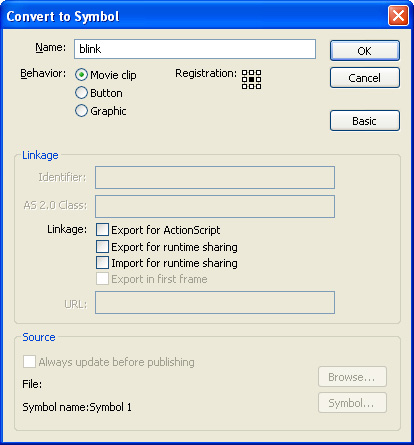 Convert to Symbol
Name: blink OK
Behavior: Movie clip Registration: Cancel
Button
Graphic
Basic
Linkage
Identifier:
AS 2.0 Class:
Linkage: Export for ActionScript
Export for runtime sharing
Import for runtime sharing
Export in first frame
URL:
Source
Always update before publishing
File: Browse...
Symbol name:Symbol 1 Symbol...